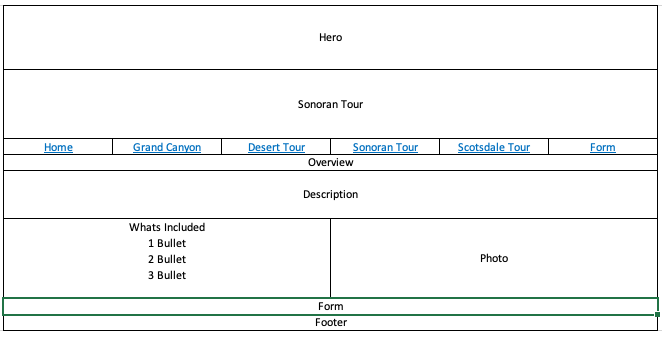 Hero
Sonoran Tour
Home Grand Canyon Desert Tour Sonoran Tour Scotsdale Tour Form
Overview
Description
Whats Included
1 Bullet
2 Bullet
3 Bullet
Photo
Form
Footer